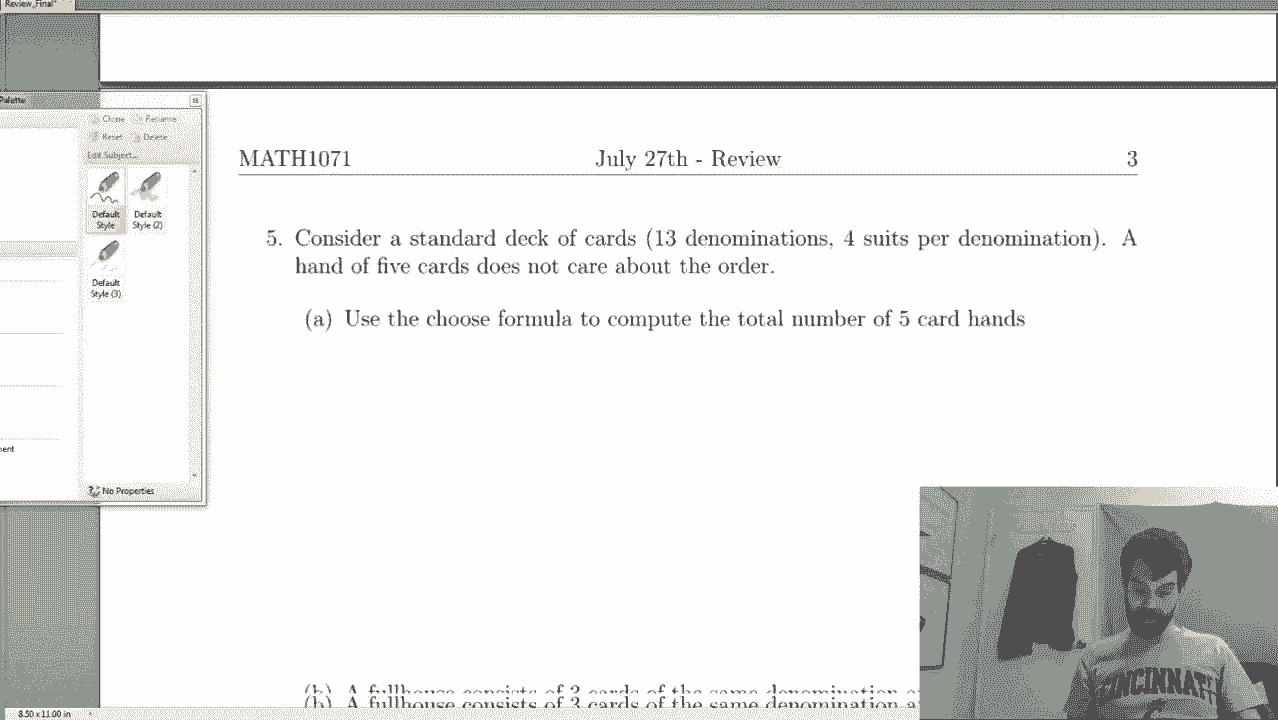 Review_Final*
Palette
Clone Rename
Reset Delete
Edit Subject...
Default Style
Default Style (2)
Default Style (3)
No Properties
8.50 x 11.00 in
MATH1071 July 27th - Review 3
5. Consider a standard deck of cards (13 denominations, 4 suits per denomination). A
hand of five cards does not care about the order.
(a) Use the choose formula to compute the total number of 5 card hands
(b) A fullhouse consists of 3 cards of the same denomination
CINCINNATI